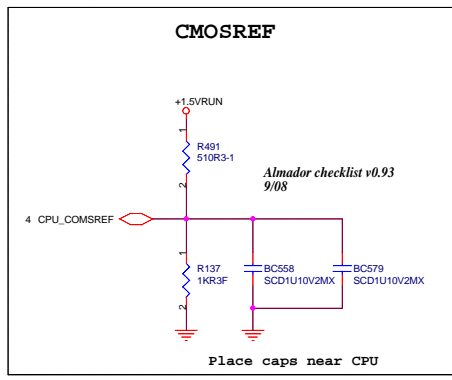 CMOSREF
+1.5VRUN
1
R491
510R3-1
2
Almador checklist v0.93
9/08
4 CPU_COMSREF
1
R137
1KR3F
2
BC558
SCD1U10V2MX
BC579
SCD1U10V2MX
Place caps near CPU